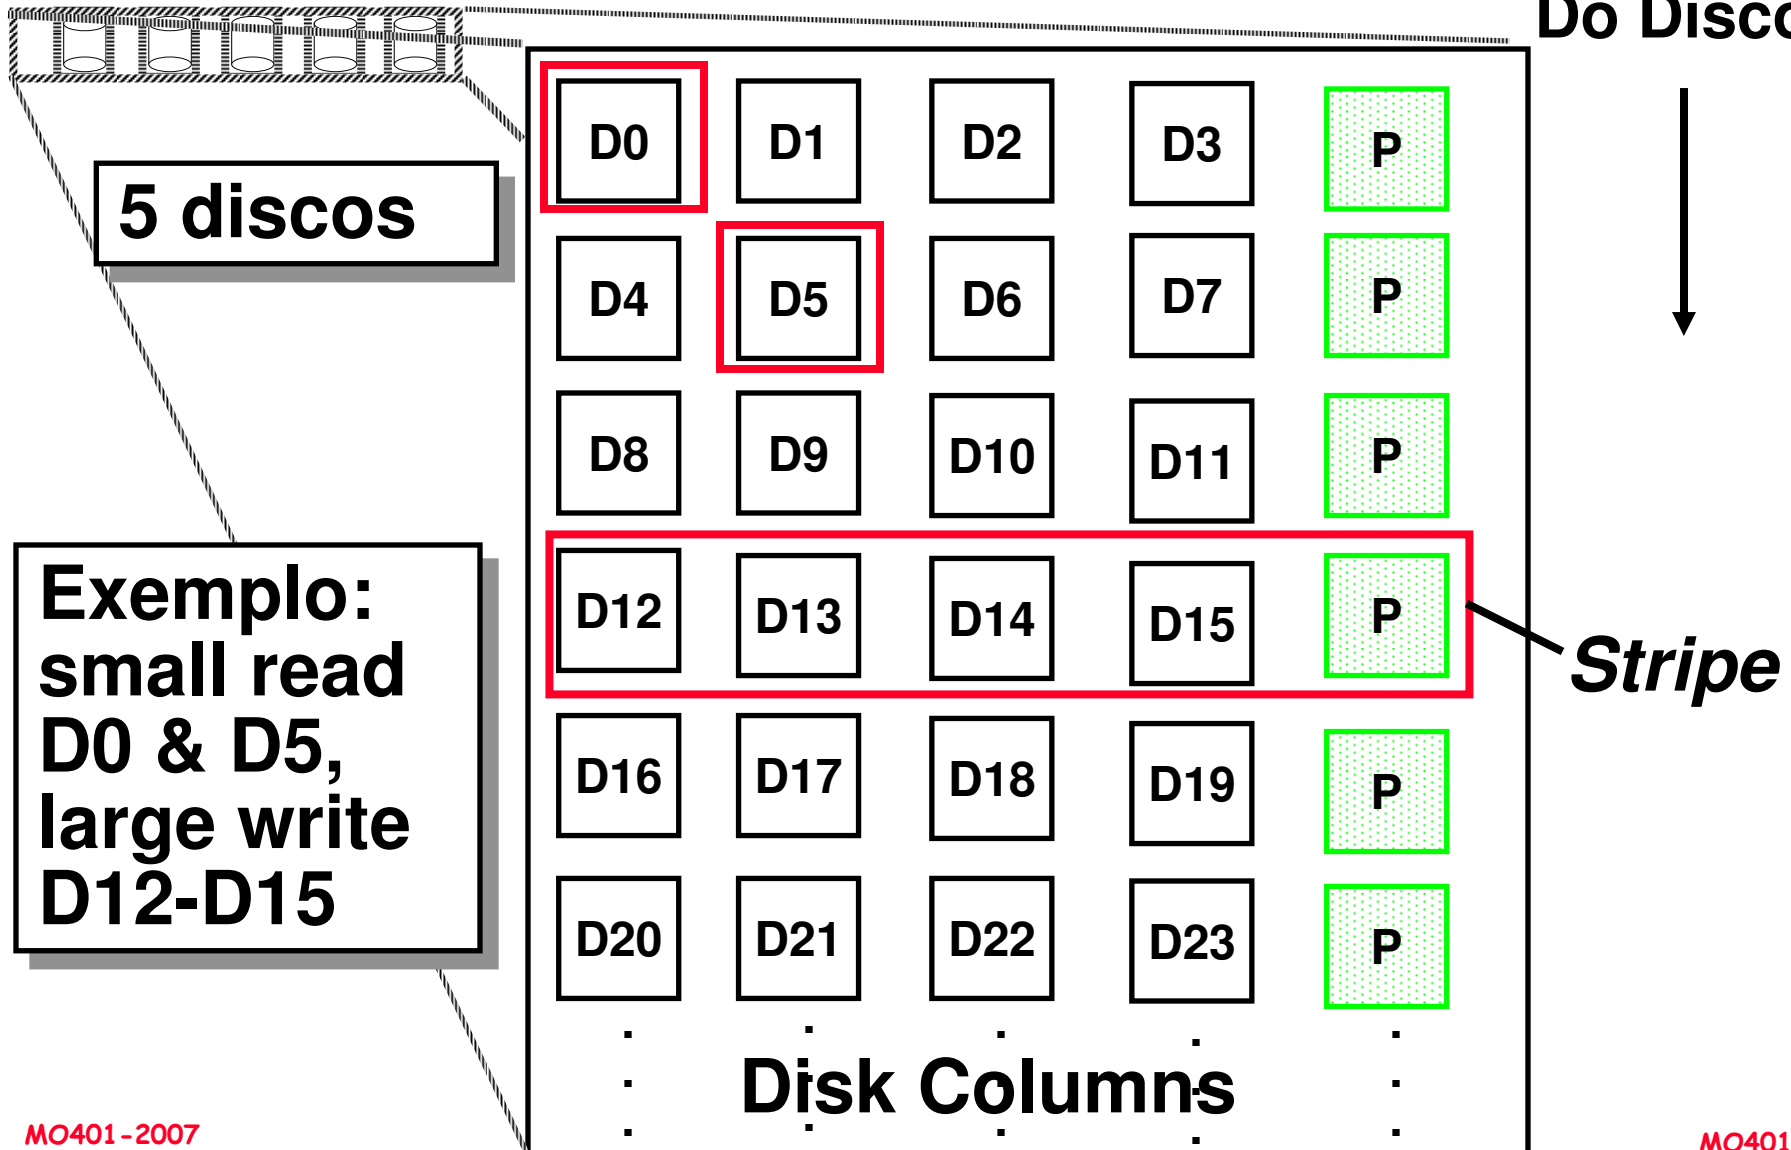 Do Disco
5 discos
D0 D1 D2 D3 P
D4 D5 D6 D7 P
D8 D9 D10 D11 P
Exemplo:
small read
D0 & D5,
large write
D12-D15
D12 D13 D14 D15 P
Stripe
D16 D17 D18 D19 P
D20 D21 D22 D23 P
Disk Columns
MO401-2007
MO401